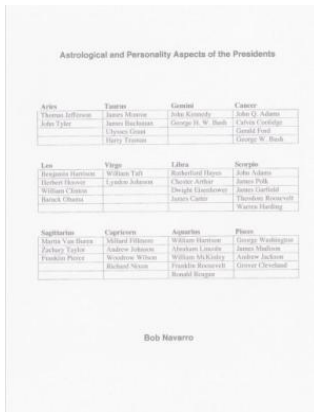 Astrological and Personality Aspects of the Presidents
Aries Taurus Gemini Cancer
Thomas Jefferson James Monroe John Kennedy John Q. Adams
John Tyler James Buchanan George H. W. Bush Calvin Coolidge
Ulysses Grant Gerald Ford
Harry Truman George W. Bush
Leo Virgo Libra Scorpio
Benjamin Harrison William Taft Rutherford Hayes John Adams
Herbert Hoover Lyndon Johnson Chester Arthur James Polk
William Clinton Dwight Eisenhower James Garfield
Barack Obama James Carter Theodore Roosevelt
Warren Harding
Sagittarius Capricorn Aquarius Pisces
Martin Van Buren Millard Fillmore William Harrison George Washington
Zachary Taylor Andrew Johnson Abraham Lincoln James Madison
Franklin Pierce Woodrow Wilson William McKinley Andrew Jackson
Richard Nixon Franklin Roosevelt Grover Cleveland
Ronald Reagan
Bob Navarro